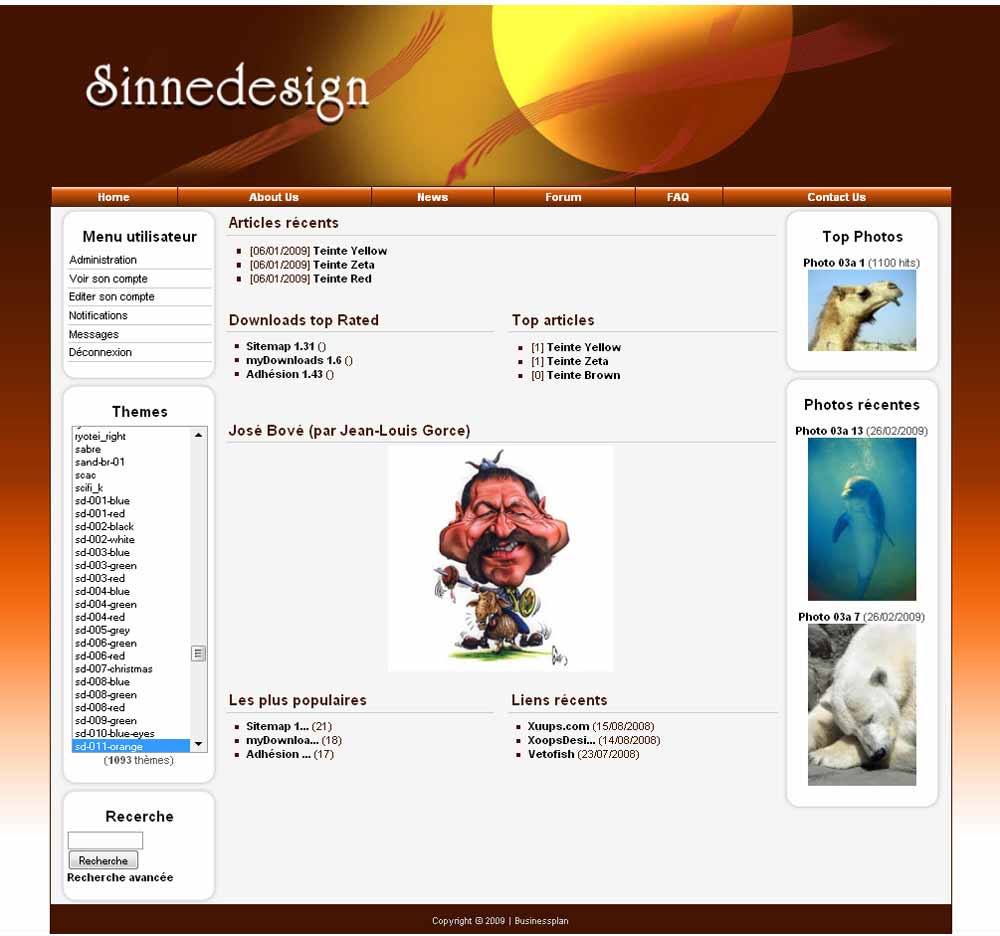 Sinnedesign
Home About Us News Forum FAQ Contact Us
Menu utilisateur
Administration
Voir son compte
Editer son compte
Notifications
Messages
Déconnexion
Themes
ryotei_right
sabre
sand-br-01
scac
scifi_k
sd-001-blue
sd-001-red
sd-002-black
sd-002-white
sd-003-blue
sd-003-green
sd-003-red
sd-004-blue
sd-004-green
sd-004-red
sd-005-grey
sd-006-green
sd-006-red
sd-007-christmas
sd-008-blue
sd-008-green
sd-008-red
sd-009-green
sd-010-blue-eyes
sd-011-orange
(1093 thèmes)
Recerche
Recherche
Recherche avancée
Articles récents
[06/01/2009] Teinte Yellow
[06/01/2009] Teinte Zeta
[06/01/2009] Teinte Red
Downloads top Rated
Sitemap 1.31 ()
myDownloads 1.6 ()
Adhésion 1.43 ()
Top articles
[1] Teinte Yellow
[1] Teinte Zeta
[0] Teinte Brown
José Bové (par Jean-Louis Gorce)
Les plus populaires
Sitemap 1... (21)
myDownloa... (18)
Adhésion ... (17)
Liens récents
Xuups.com (15/08/2008)
XoopsDesi... (14/08/2008)
Vetofish (23/07/2008)
Top Photos
Photo 03a 1 (1100 hits)
Photos récentes
Photo 03a 13 (26/02/2009)
Photo 03a 7 (26/02/2009)
Copyright © 2009 | Businessplan